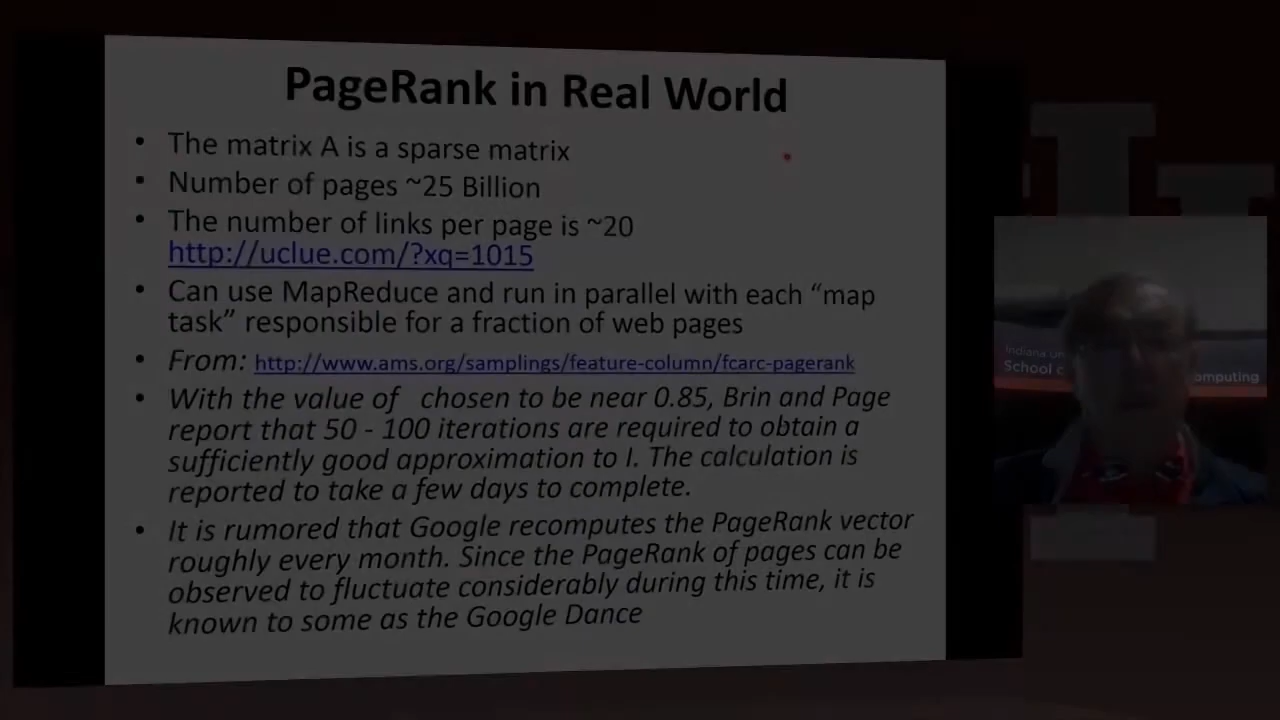 PageRank in Real World
• The matrix A is a sparse matrix
• Number of pages ~25 Billion
• The number of links per page is ~20
http://uclue.com/?xq=1015
• Can use MapReduce and run in parallel with each “map
task” responsible for a fraction of web pages
• From: http://www.ams.org/samplings/feature-column/fcarc-pagerank
• With the value of chosen to be near 0.85, Brin and Page
report that 50 - 100 iterations are required to obtain a
sufficiently good approximation to I. The calculation is
reported to take a few days to complete.
• It is rumored that Google recomputes the PageRank vector
roughly every month. Since the PageRank of pages can be
observed to fluctuate considerably during this time, it is
known to some as the Google Dance
Indiana Un
School c
omputing